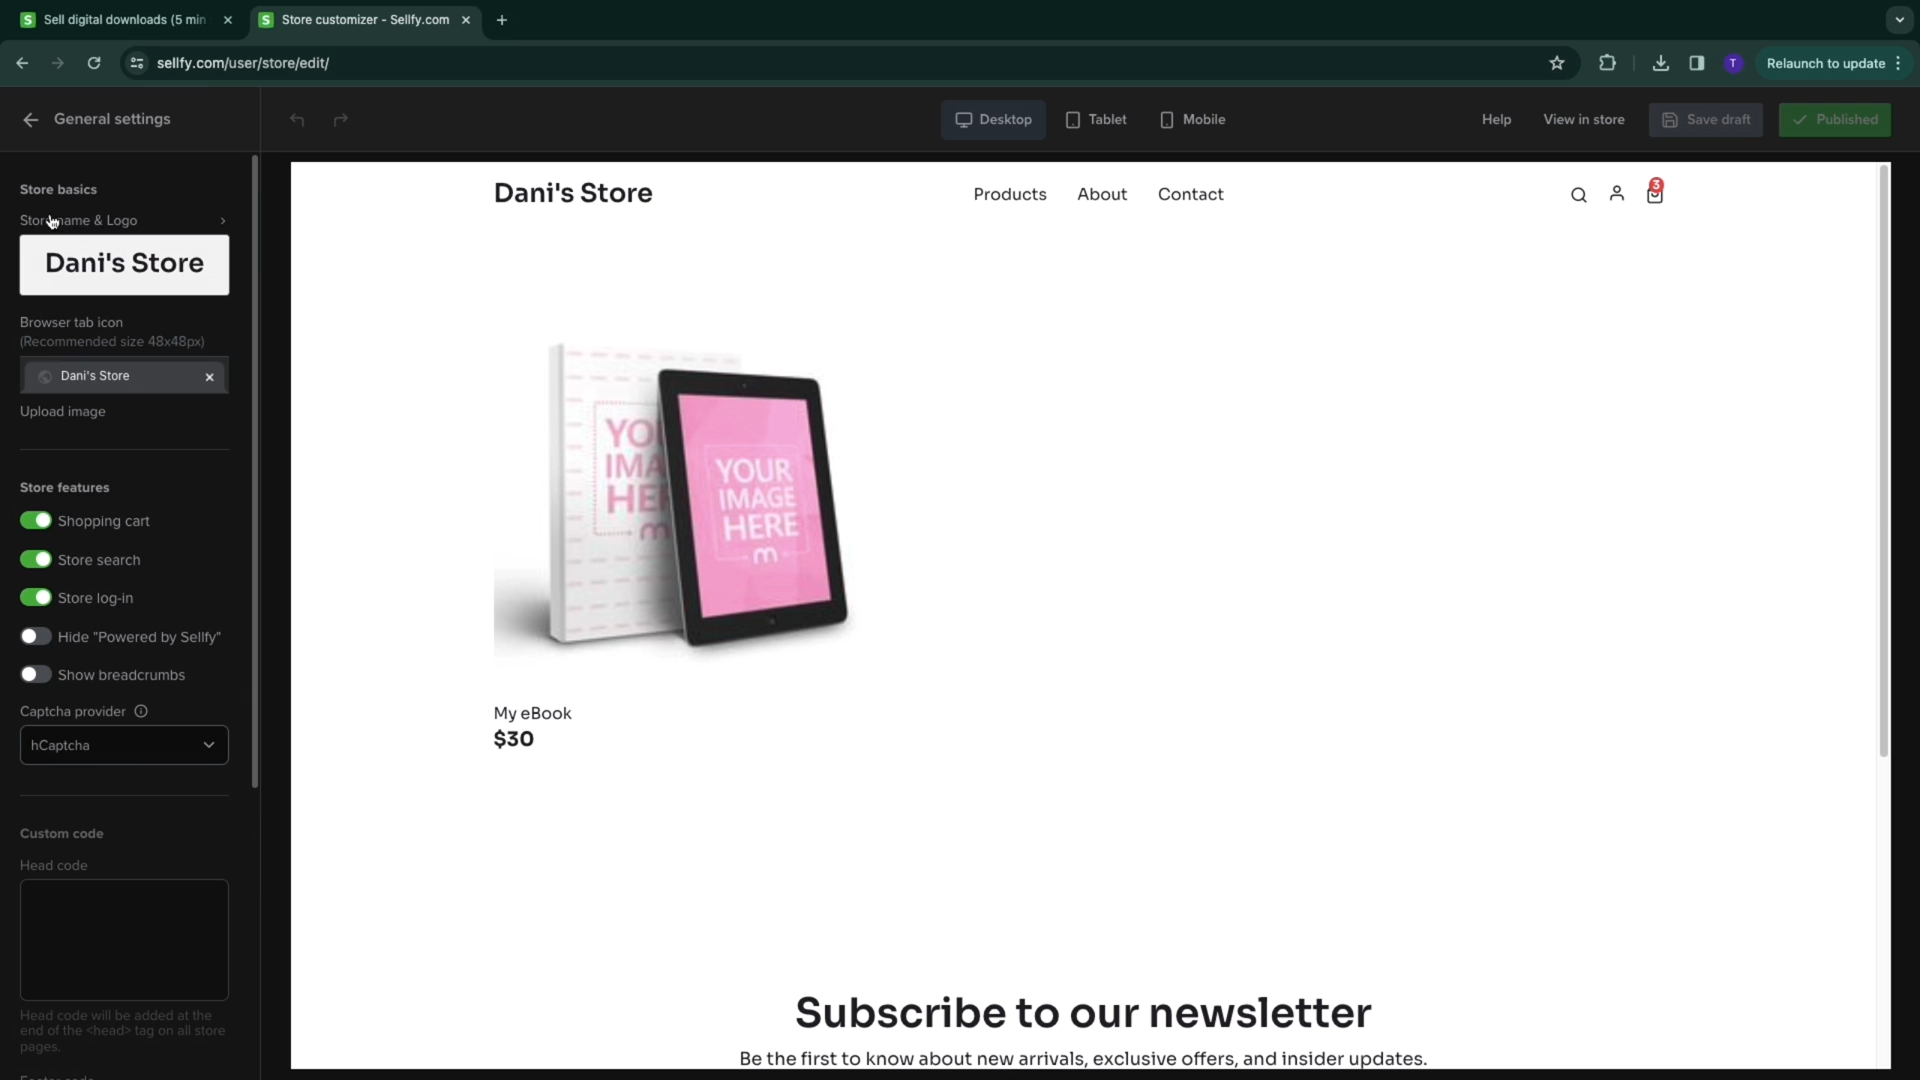 Sell digital downloads (5 min
Store customizer - Sellfy.com
sellfy.com/user/store/edit/
T
Relaunch to update
General settings
Desktop
Tablet
Mobile
Help
View in store
Save draft
Published
Store basics
Store name & Logo
Dani's Store
Browser tab icon
(Recommended size 48x48px)
Dani's Store
Upload image
Store features
Shopping cart
Store search
Store log-in
Hide "Powered by Sellfy"
Show breadcrumbs
Captcha provider
hCaptcha
Custom code
Head code
Head code will be added at the
end of the <head> tag on all store
pages.
Footer code
Dani's Store
Products
About
Contact
3
YOUR
IMAGE
HERE
m
My eBook
$30
Subscribe to our newsletter
Be the first to know about new arrivals, exclusive offers, and insider updates.